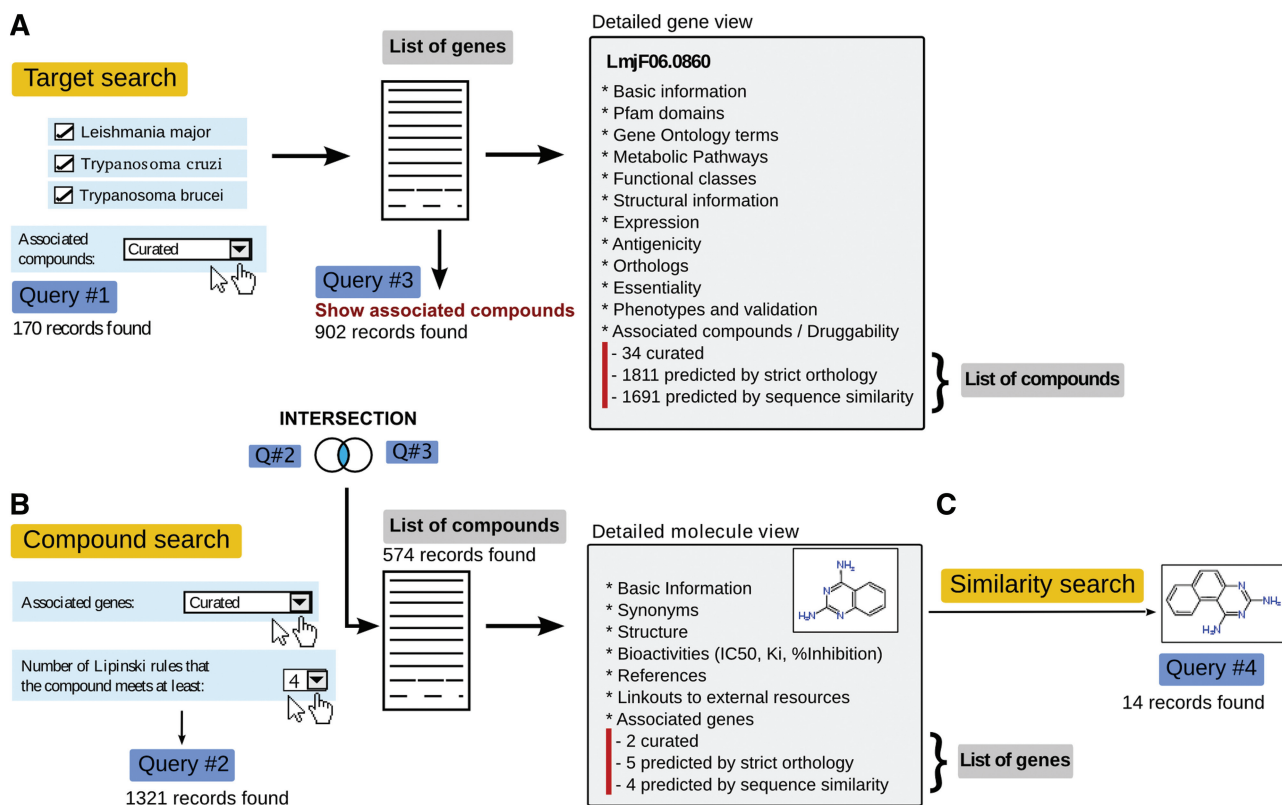 A
Target search
Leishmania major
Trypanosoma cruzi
Trypanosoma brucei
Associated
compounds:
Curated
Query #1
170 records found
List of genes
Query #3
Show associated compounds
902 records found
Detailed gene view
LmjF06.0860
* Basic information
* Pfam domains
* Gene Ontology terms
* Metabolic Pathways
* Functional classes
* Structural information
* Expression
* Antigenicity
* Orthologs
* Essentiality
* Phenotypes and validation
* Associated compounds / Druggability
- 34 curated
- 1811 predicted by strict orthology
- 1691 predicted by sequence similarity
} List of compounds
INTERSECTION
Q#2
Q#3
B
Compound search
Associated genes:
Curated
Number of Lipinski rules that
the compound meets at least:
4
Query #2
1321 records found
List of compounds
574 records found
Detailed molecule view
* Basic Information
* Synonyms
* Structure
* Bioactivities (IC50, Ki, %Inhibition)
* References
* Linkouts to external resources
* Associated genes
- 2 curated
- 5 predicted by strict orthology
- 4 predicted by sequence similarity
NH₂
N
H₂N
N
} List of genes
C
Similarity search
N
NH₂
N
H₂N
Query #4
14 records found